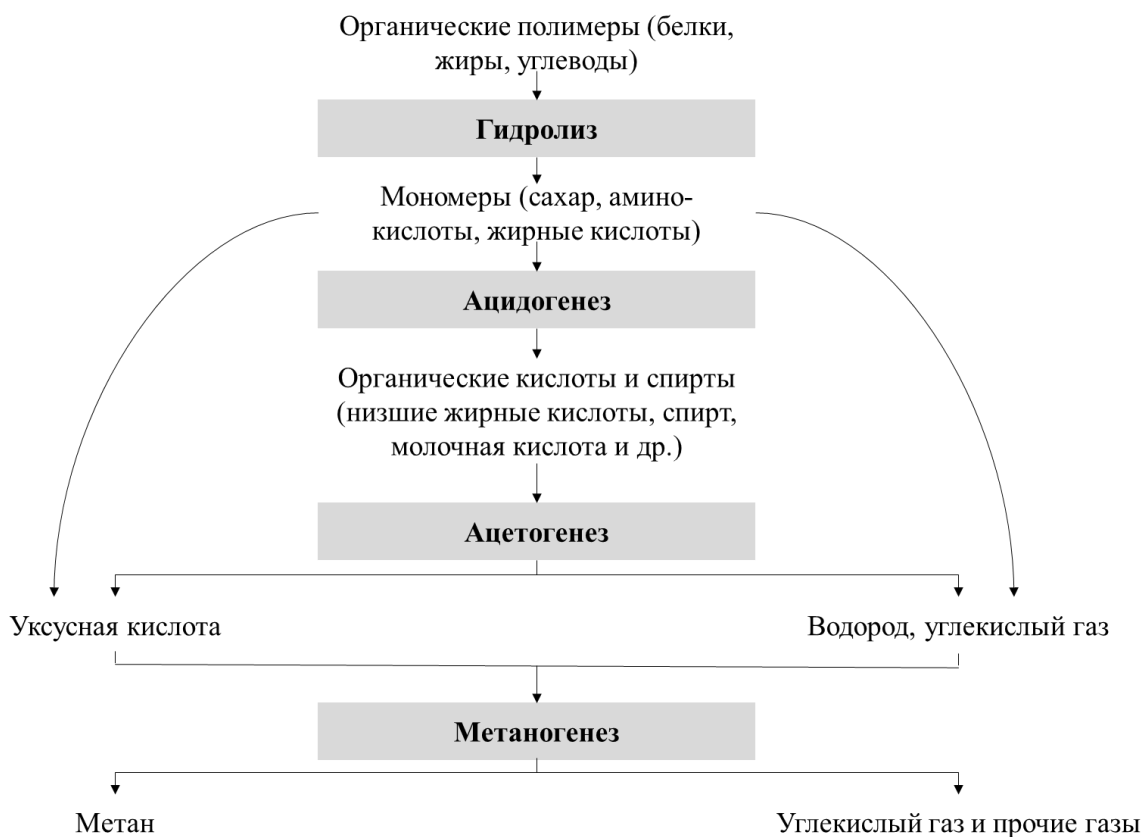 Органические полимеры (белки,
жиры, углеводы)
Гидролиз
Мономеры (сахар, амино-
кислоты, жирные кислоты)
Ацидогенез
Органические кислоты и спирты
(низшие жирные кислоты, спирт,
молочная кислота и др.)
Ацетогенез
Уксусная кислота
Водород, углекислый газ
Метаногенез
Метан
Углекислый газ и прочие газы